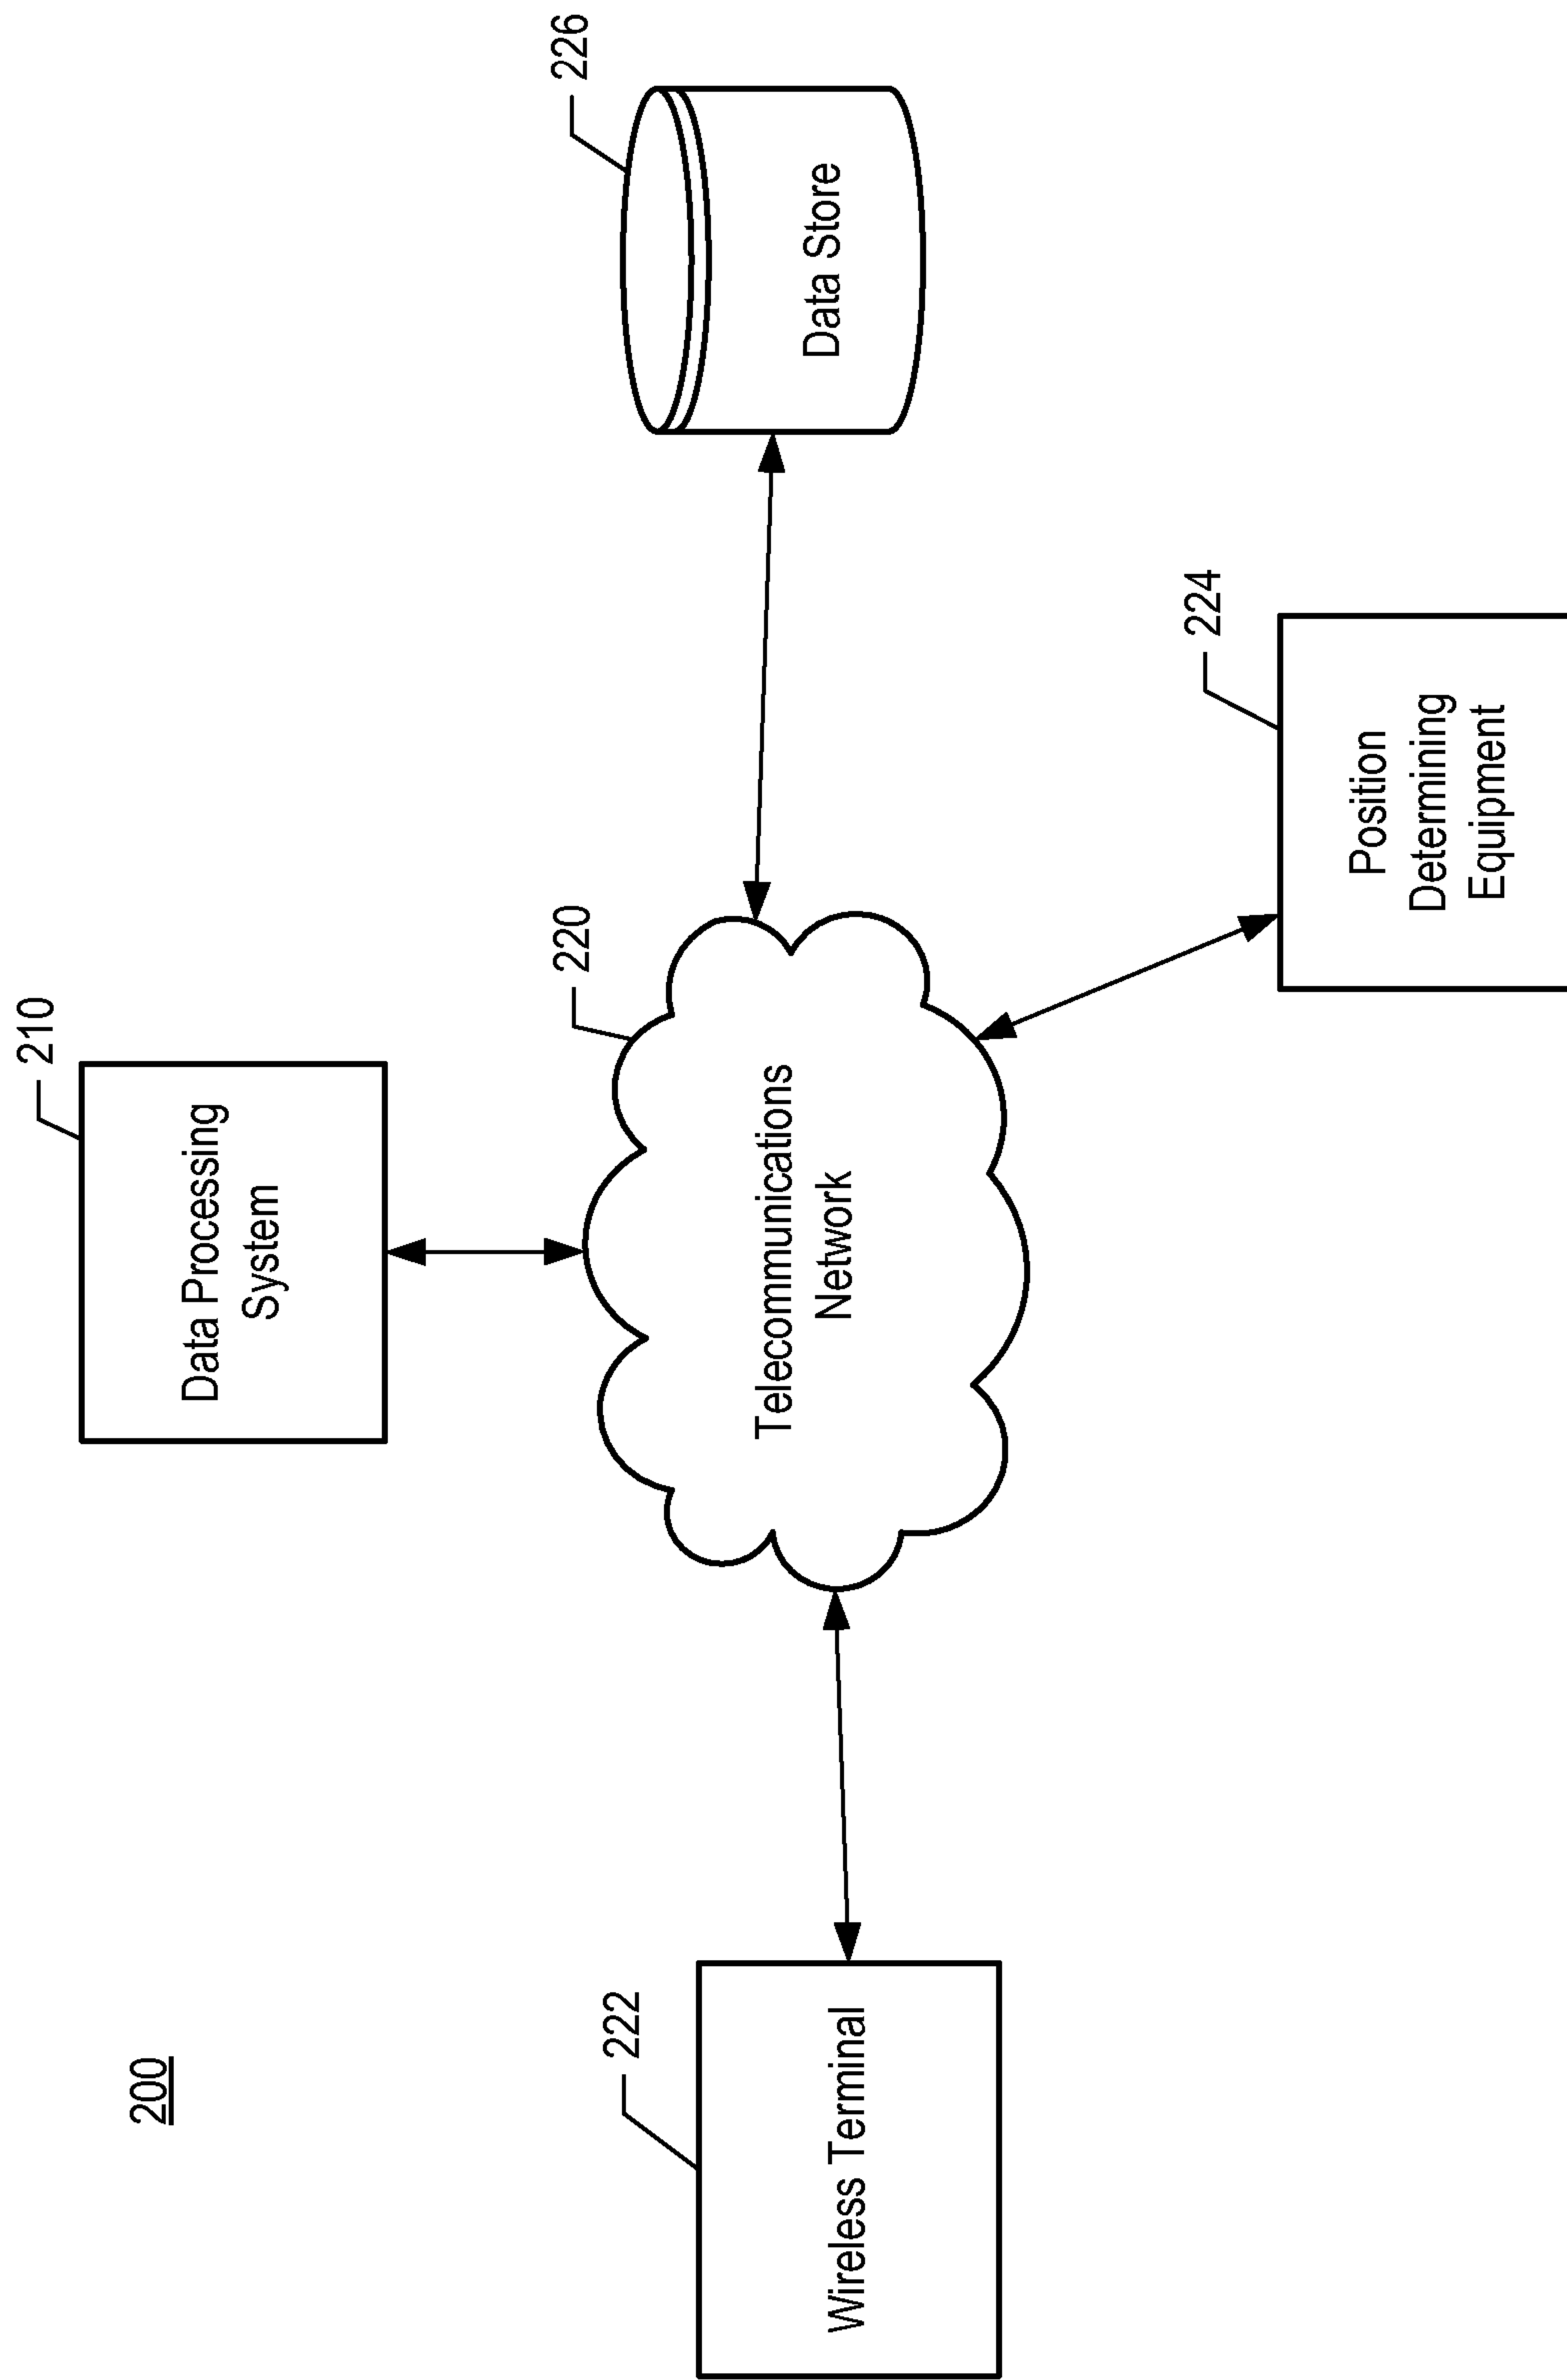 200
210
Data Processing
System
220
Telecommunications
Network
222
Wireless Terminal
226
Data Store
224
Position
Determining
Equipment